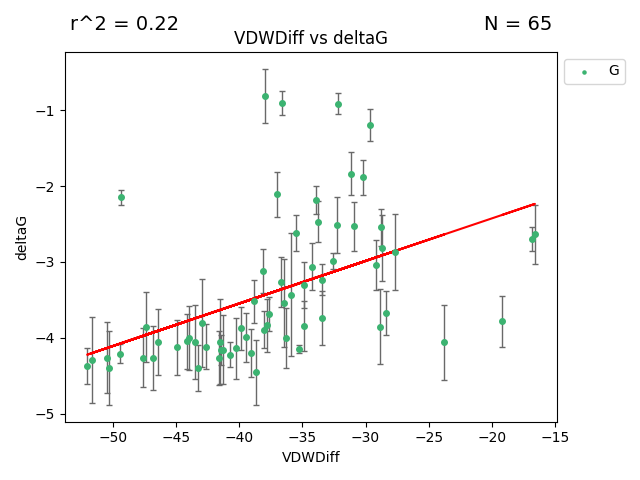 r^2 = 0.22
N = 65
VDWDiff vs deltaG
G
deltaG
−1
−2
−3
−4
−5
−50
−45
−40
−35
−30
−25
−20
−15
VDWDiff